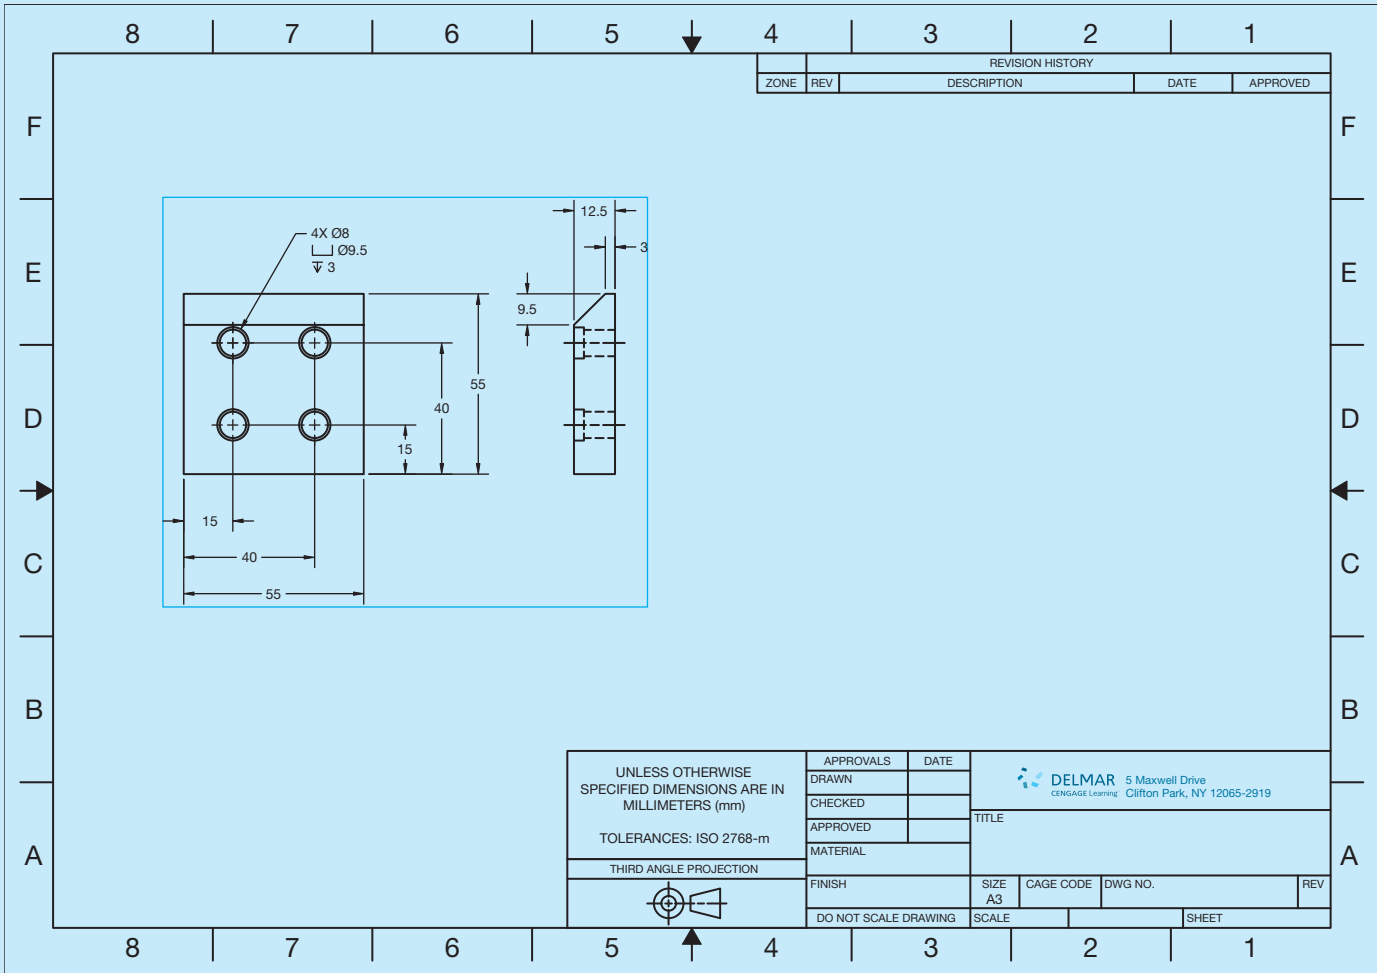 8 7 6 5 4 3 2 1
REVISION HISTORY
ZONE REV DESCRIPTION DATE APPROVED
F F
12.5
4X Ø8
Ø9.5
3
3
E E
9.5
55
40
D D
15
15
40
C C
55
B B
UNLESS OTHERWISE
SPECIFIED DIMENSIONS ARE IN
MILLIMETERS (mm)
TOLERANCES: ISO 2768-m
THIRD ANGLE PROJECTION
APPROVALS DATE
DRAWN
CHECKED
APPROVED
MATERIAL
FINISH
DO NOT SCALE DRAWING
DELMAR 5 Maxwell Drive
CENGAGE Learning Clifton Park, NY 12065-2919
TITLE
SIZE CAGE CODE DWG NO. REV
A3
SCALE SHEET
A A
8 7 6 5 4 3 2 1